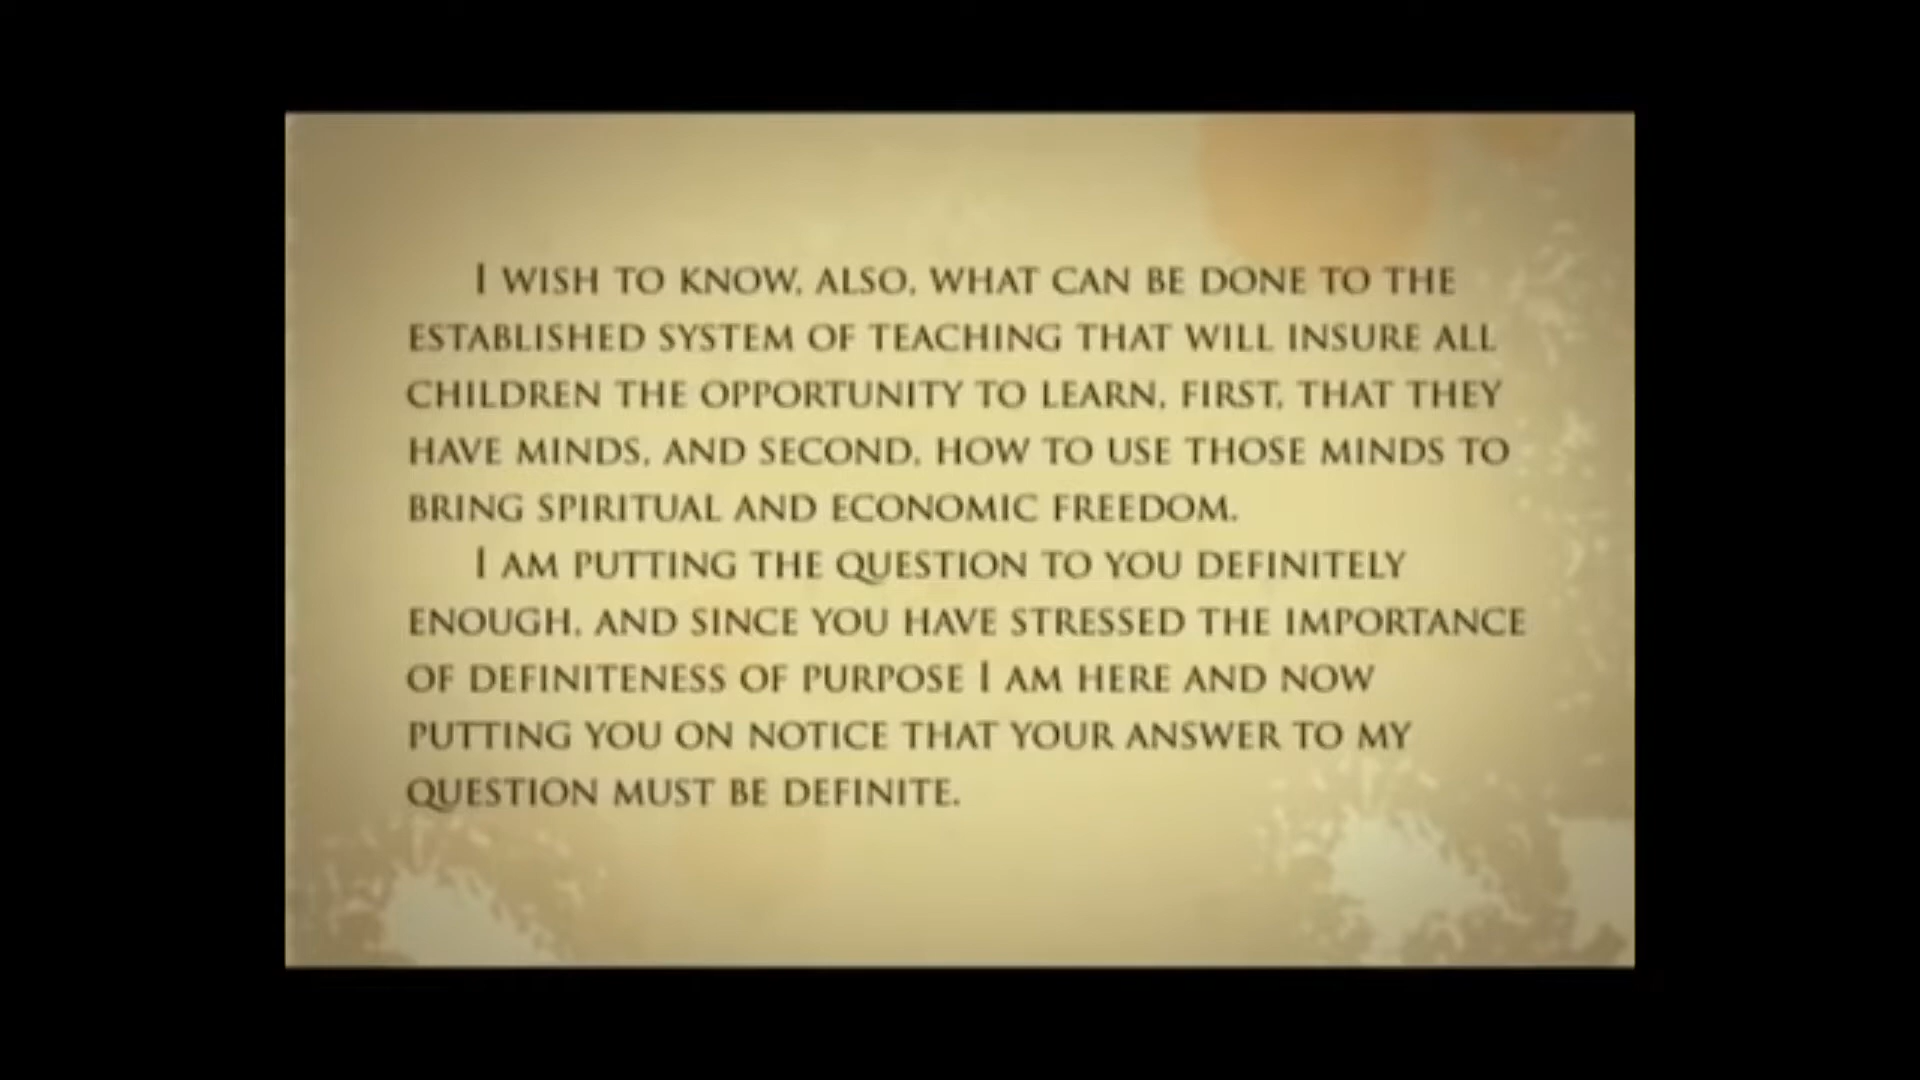 I WISH TO KNOW, ALSO, WHAT CAN BE DONE TO THE
ESTABLISHED SYSTEM OF TEACHING THAT WILL INSURE ALL
CHILDREN THE OPPORTUNITY TO LEARN, FIRST, THAT THEY
HAVE MINDS, AND SECOND, HOW TO USE THOSE MINDS TO
BRING SPIRITUAL AND ECONOMIC FREEDOM.
I AM PUTTING THE QUESTION TO YOU DEFINITELY
ENOUGH, AND SINCE YOU HAVE STRESSED THE IMPORTANCE
OF DEFINITENESS OF PURPOSE I AM HERE AND NOW
PUTTING YOU ON NOTICE THAT YOUR ANSWER TO MY
QUESTION MUST BE DEFINITE.